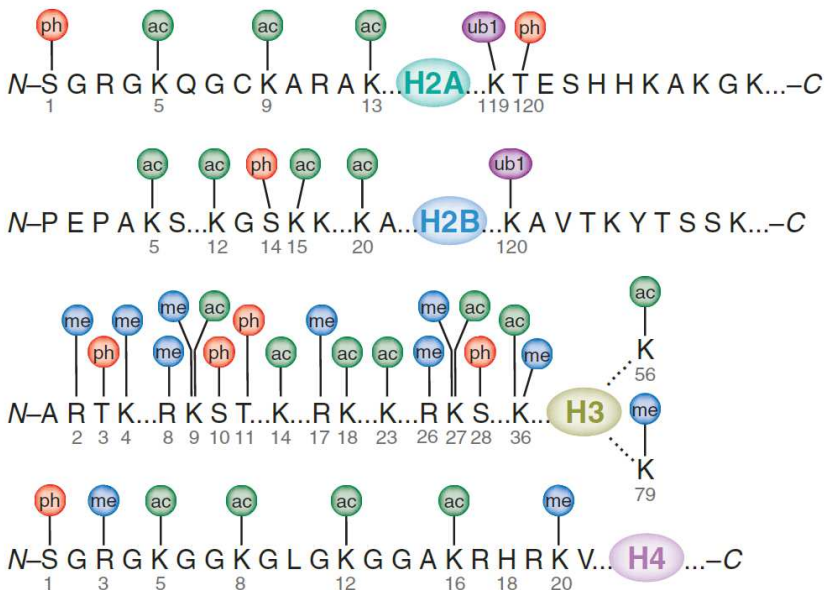 ph ac ac ac ub1 ph
N–S G R G K Q G C K A R A K... H2A ...K T E S H H K A K G K...–C
1 5 9 13 119 120
ac ac ph ac ac ub1
N–P E P A K S...K G S K K...K A... H2B ...K A V T K Y T S S K...–C
5 12 14 15 20 120
ac
me me me ac ph me me ac ac
ph me ph ac ac ac me ph me
K
56
N–A R T K...R K S T...K...R K...K...R K S...K... H3
me
2 3 4 8 9 10 11 14 17 18 23 26 27 28 36
K
79
ph me ac ac ac ac me
N–S G R G K G G K G L G K G G A K R H R K V... H4 ...–C
1 3 5 8 12 16 18 20